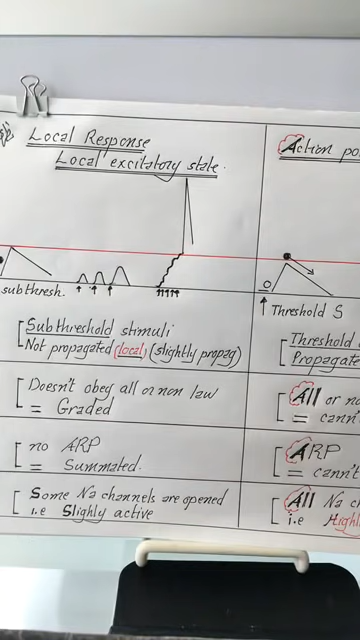 Local Response
Local excitatory state.
Action po
subthresh.
Threshold S
Subthreshold stimuli
Not propagated (local) (slightly propag)
Threshold
Propagate
Doesn't obey all or non law
= Graded
All or no
= cann't
no ARP
= Summated.
ARP
= cann't
Some Na channels are opened
i.e Slighly active
All Na ch
i.e Highl